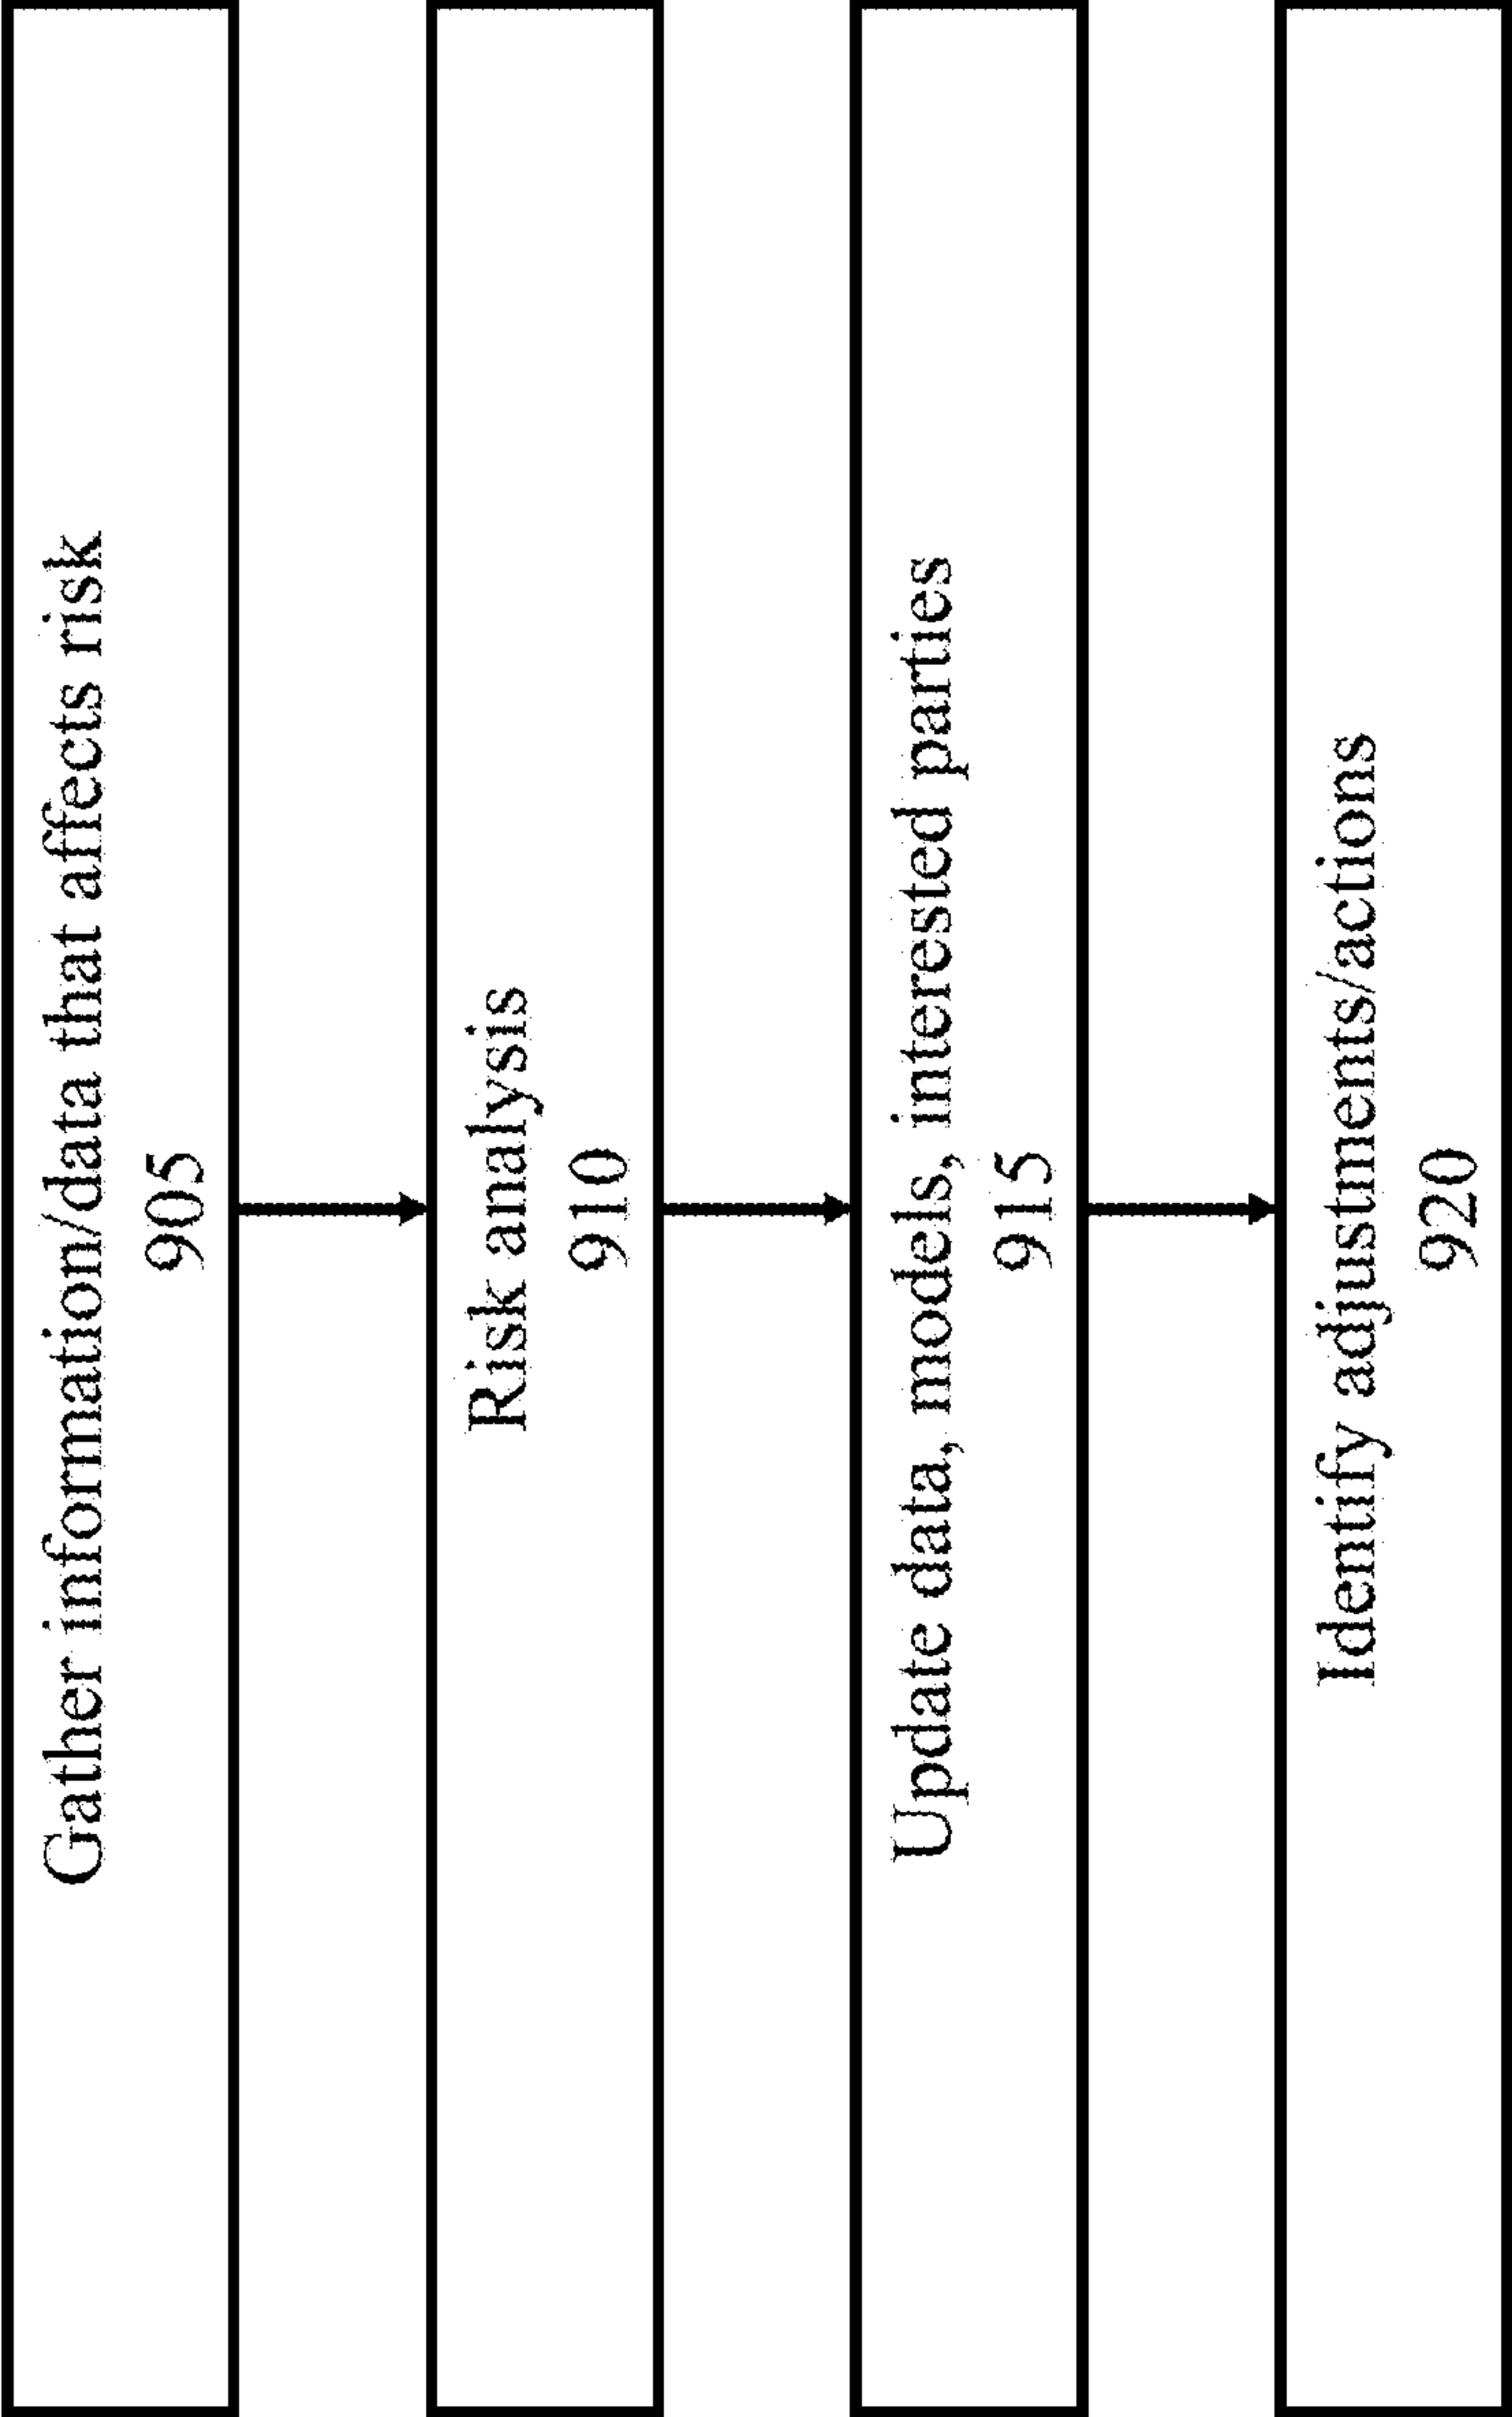 Gather information/data that affects risk
905
Risk analysis
910
Update data, models, interested parties
915
Identify adjustments/actions
920